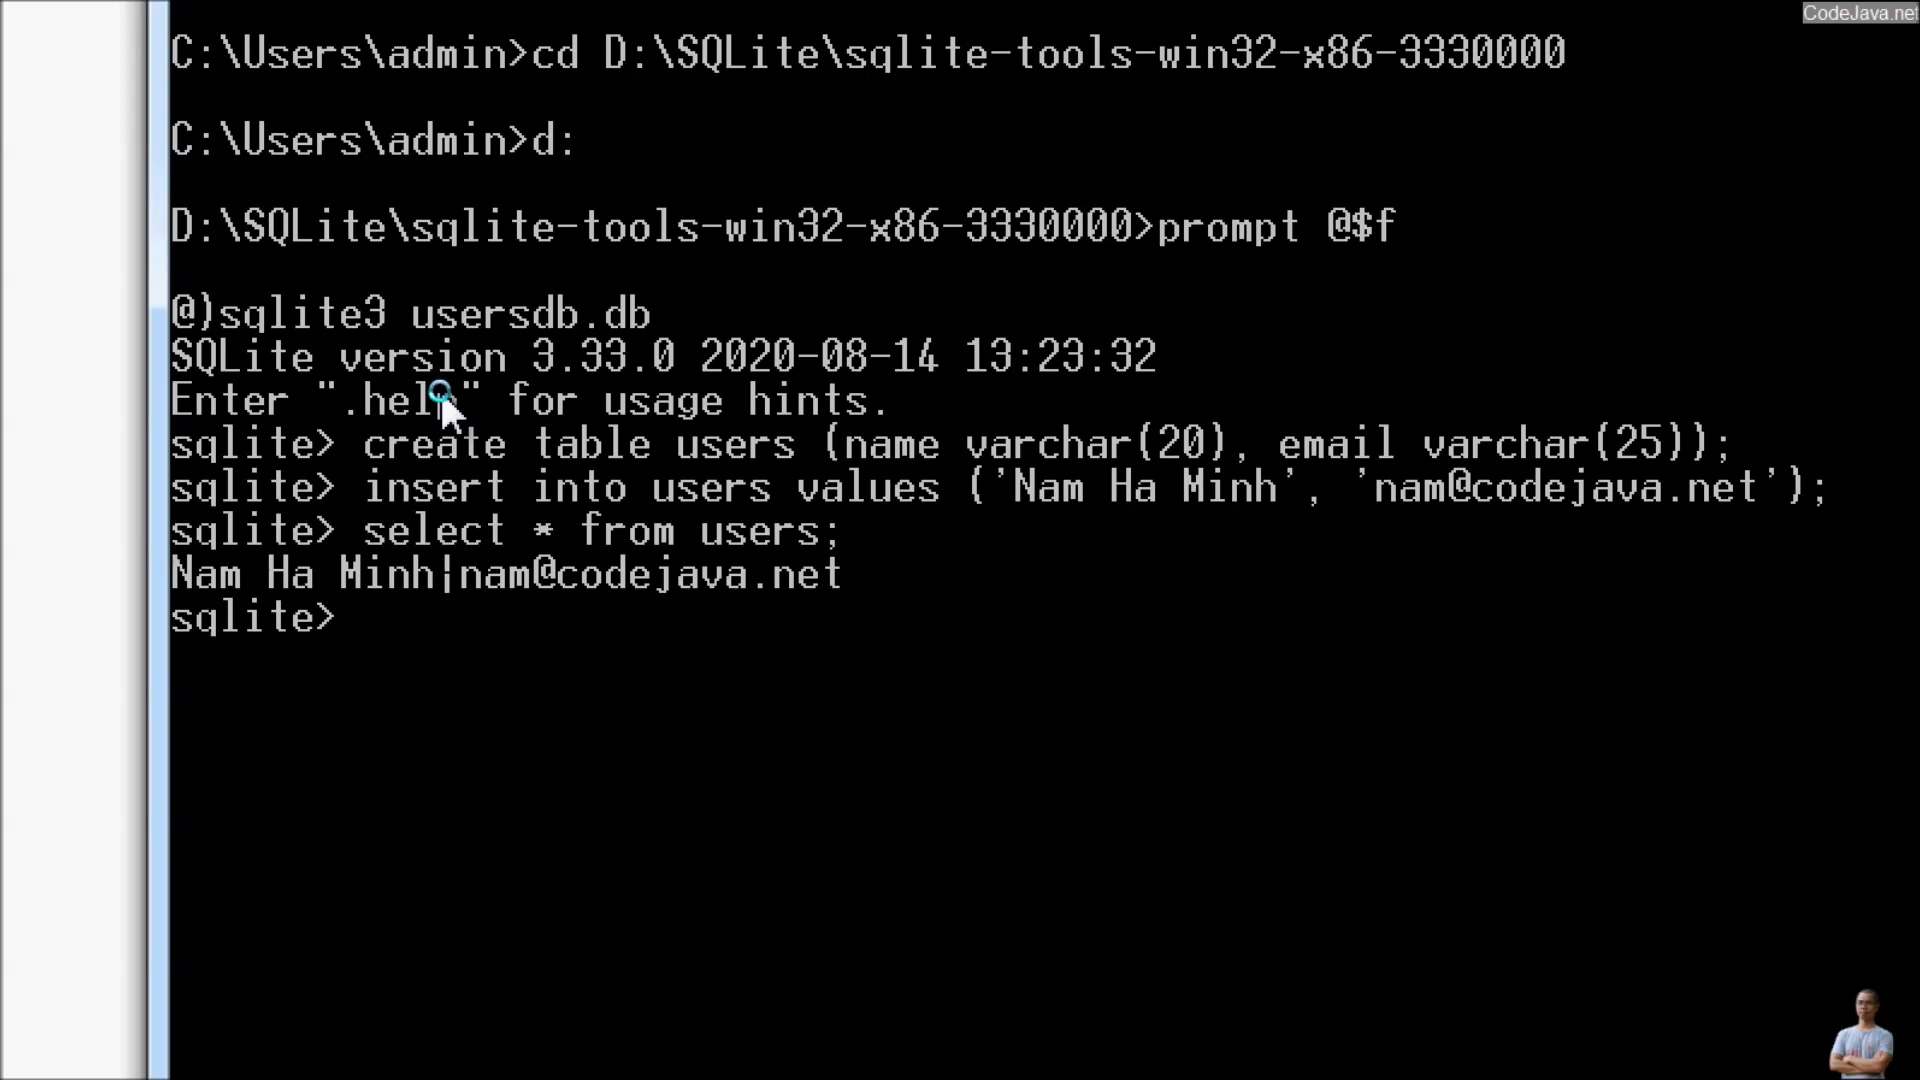 CodeJava.net
C:\Users\admin>cd D:\SQLite\sqlite-tools-win32-x86-3330000
C:\Users\admin>d:
D:\SQLite\sqlite-tools-win32-x86-3330000>prompt @$f
@)sqlite3 usersdb.db
SQLite version 3.33.0 2020-08-14 13:23:32
Enter ".help" for usage hints.
sqlite> create table users (name varchar(20), email varchar(25));
sqlite> insert into users values ('Nam Ha Minh', 'nam@codejava.net');
sqlite> select * from users;
Nam Ha Minh|nam@codejava.net
sqlite>